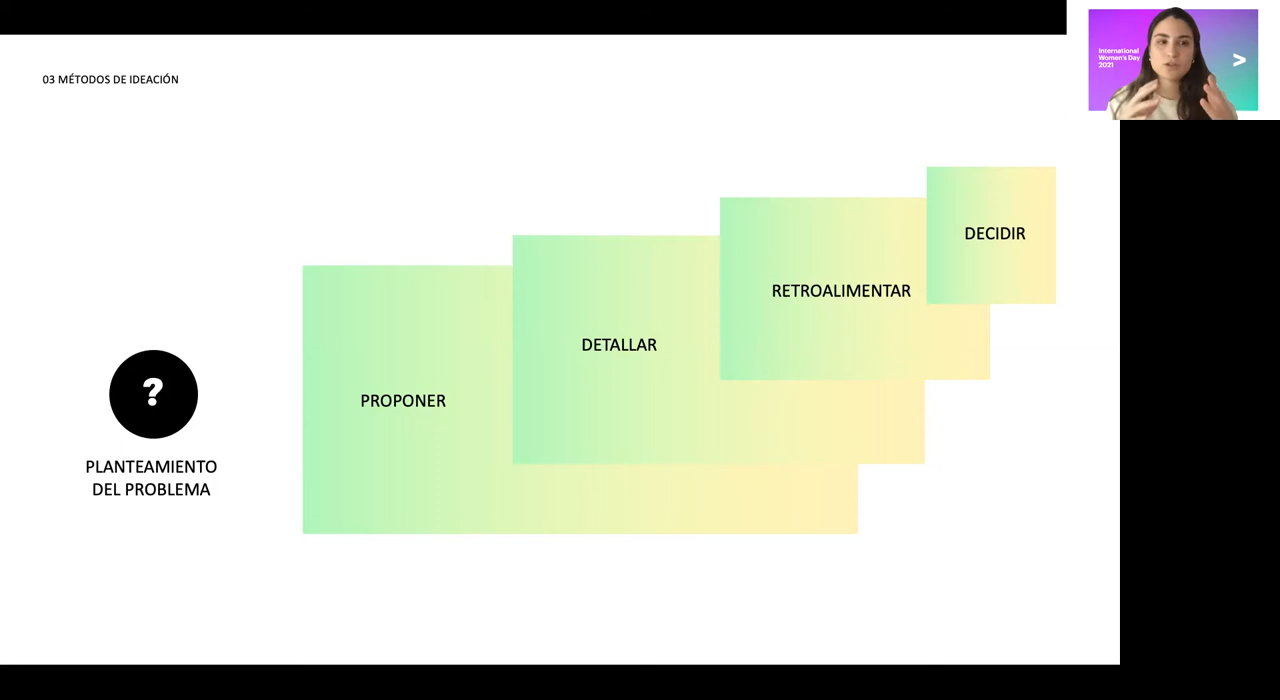 03 MÉTODOS DE IDEACIÓN
International
Women's Day
2021
>
DECIDIR
RETROALIMENTAR
DETALLAR
PROPONER
?
PLANTEAMIENTO
DEL PROBLEMA